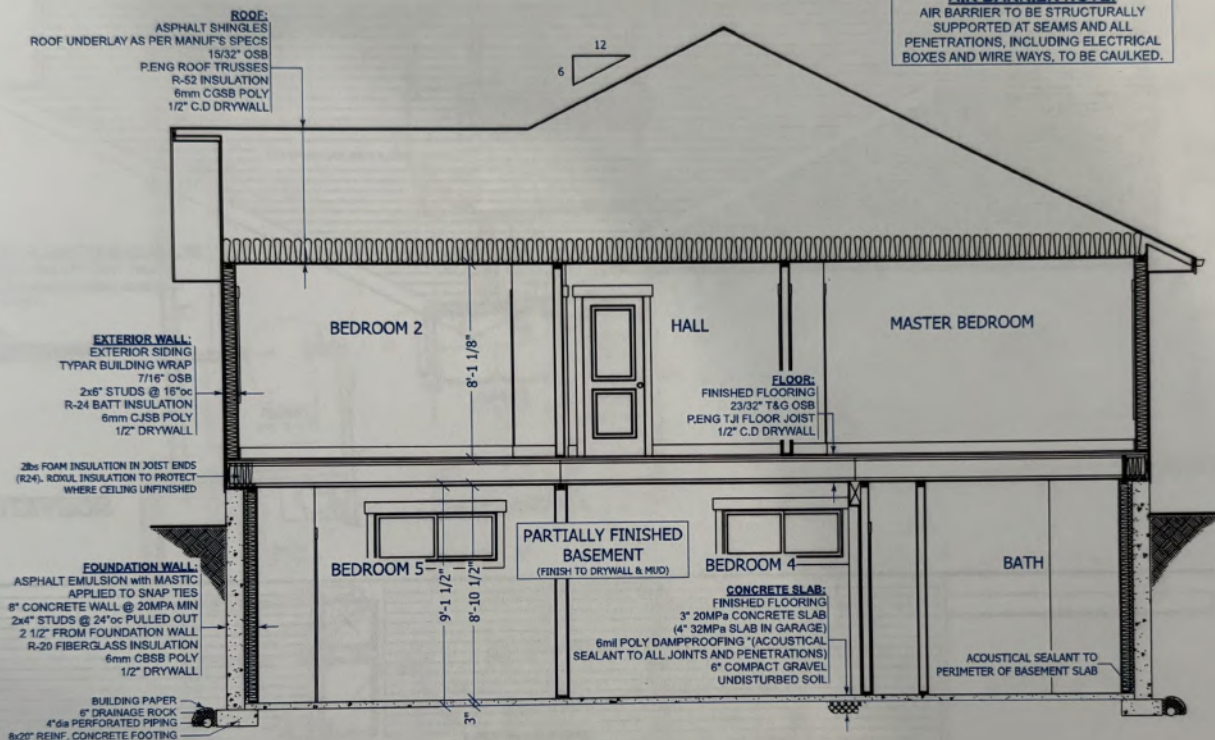 ROOF:
ASPHALT SHINGLES
ROOF UNDERLAY AS PER MANUF'S SPECS
15/32" OSB
P.ENG ROOF TRUSSES
R-52 INSULATION
6mm CGSB POLY
1/2" C.D DRYWALL
12
6
AIR BARRIER TO BE STRUCTURALLY
SUPPORTED AT SEAMS AND ALL
PENETRATIONS, INCLUDING ELECTRICAL
BOXES AND WIRE WAYS, TO BE CAULKED.
EXTERIOR WALL:
EXTERIOR SIDING
TYPAR BUILDING WRAP
7/16" OSB
2x6" STUDS @ 16"oc
R-24 BATT INSULATION
6mm CJSB POLY
1/2" DRYWALL
BEDROOM 2
8'-1 1/8"
HALL
MASTER BEDROOM
FLOOR:
FINISHED FLOORING
23/32" T&G OSB
P.ENG TJI FLOOR JOIST
1/2" C.D DRYWALL
2lbs FOAM INSULATION IN JOIST ENDS
(R24). ROXUL INSULATION TO PROTECT
WHERE CEILING UNFINISHED
FOUNDATION WALL:
ASPHALT EMULSION with MASTIC
APPLIED TO SNAP TIES
8" CONCRETE WALL @ 20MPA MIN
2x4" STUDS @ 24"oc PULLED OUT
2 1/2" FROM FOUNDATION WALL
R-20 FIBERGLASS INSULATION
6mm CBSB POLY
1/2" DRYWALL
BEDROOM 5
9'-1 1/2"
8'-10 1/2"
3"
PARTIALLY FINISHED
BASEMENT
(FINISH TO DRYWALL & MUD)
BEDROOM 4
BATH
CONCRETE SLAB:
FINISHED FLOORING
3" 20MPa CONCRETE SLAB
(4" 32MPa SLAB IN GARAGE)
6mil POLY DAMPPROOFING *(ACOUSTICAL
SEALANT TO ALL JOINTS AND PENETRATIONS)
6" COMPACT GRAVEL
UNDISTURBED SOIL
ACOUSTICAL SEALANT TO
PERIMETER OF BASEMENT SLAB
BUILDING PAPER
6" DRAINAGE ROCK
4"dia PERFORATED PIPING
8x20" REINF. CONCRETE FOOTING